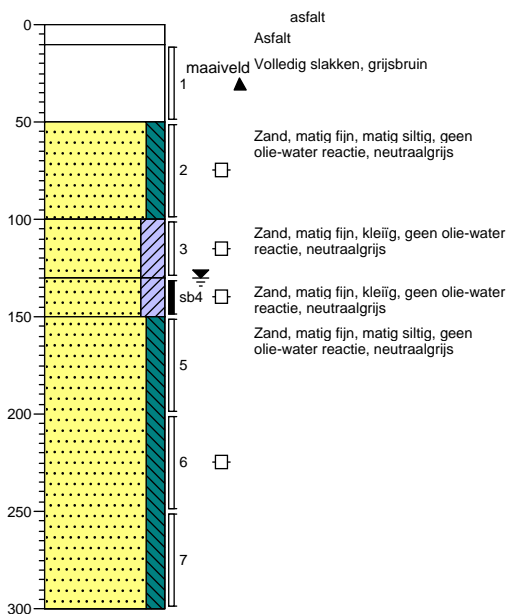 asfalt
0
Asfalt
maaiveld
Volledig slakken, grijsbruin
1
50
Zand, matig fijn, matig siltig, geen
olie-water reactie, neutraalgrijs
2
100
Zand, matig fijn, kleiïg, geen olie-water
reactie, neutraalgrijs
3
Zand, matig fijn, kleiïg, geen olie-water
reactie, neutraalgrijs
sb4
150
Zand, matig fijn, matig siltig, geen
olie-water reactie, neutraalgrijs
5
200
6
250
7
300